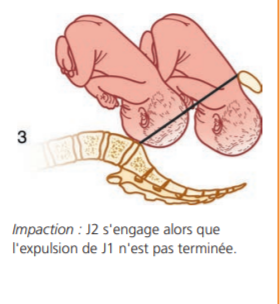 3
Impaction : J2 s'engage alors que
l'expulsion de J1 n'est pas terminée.